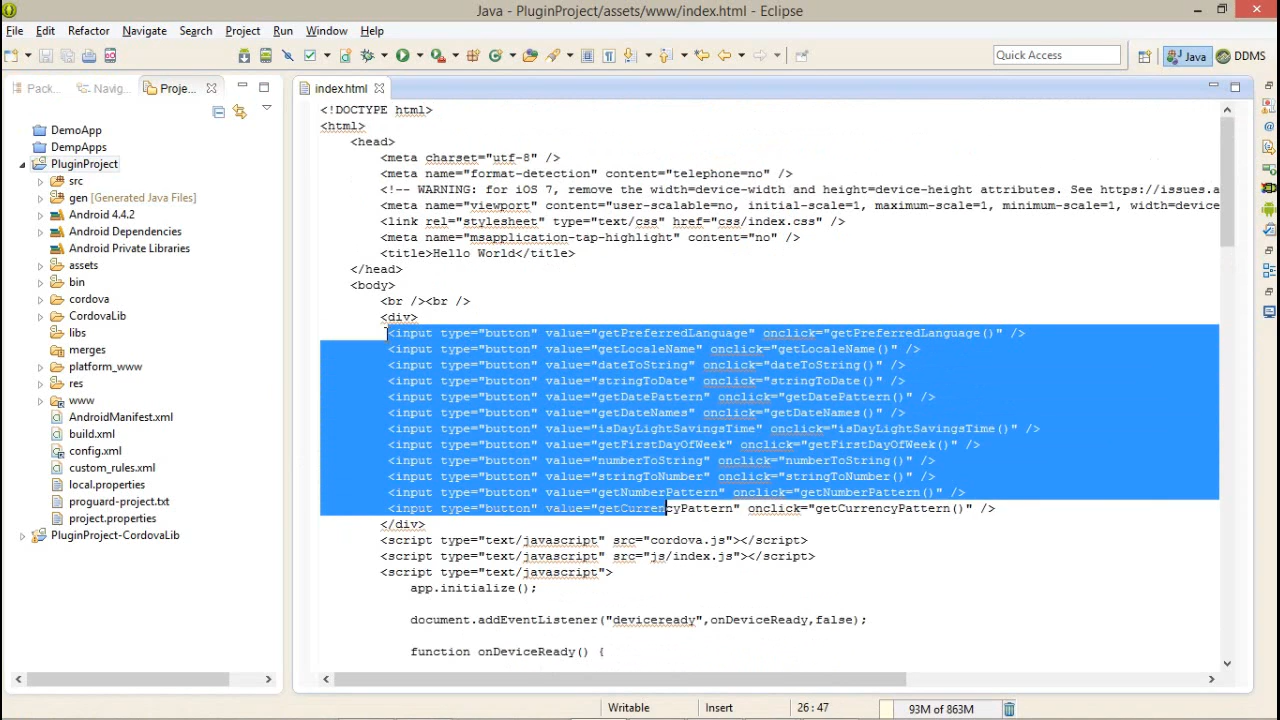 Java - PluginProject/assets/www/index.html - Eclipse
File Edit Refactor Navigate Search Project Run Window Help
Quick Access
Java
DDMS
Pack...
Navig...
Proje...
index.html
DemoApp
DempApps
PluginProject
src
gen [Generated Java Files]
Android 4.4.2
Android Dependencies
Android Private Libraries
assets
bin
cordova
CordovaLib
libs
merges
platform_www
res
www
AndroidManifest.xml
build.xml
config.xml
custom_rules.xml
local.properties
proguard-project.txt
project.properties
PluginProject-CordovaLib
<!DOCTYPE html>
<html>
<head>
<meta charset="utf-8" />
<meta name="format-detection" content="telephone=no" />
<!-- WARNING: for iOS 7, remove the width=device-width and height=device-height attributes. See https://issues.a
<meta name="viewport" content="user-scalable=no, initial-scale=1, maximum-scale=1, minimum-scale=1, width=device
<link rel="stylesheet" type="text/css" href="css/index.css" />
<meta name="msapplication-tap-highlight" content="no" />
<title>Hello World</title>
</head>
<body>
<br /><br />
<div>
<input type="button" value="getPreferredLanguage" onclick="getPreferredLanguage()" />
<input type="button" value="getLocaleName" onclick="getLocaleName()" />
<input type="button" value="dateToString" onclick="dateToString()" />
<input type="button" value="stringToDate" onclick="stringToDate()" />
<input type="button" value="getDatePattern" onclick="getDatePattern()" />
<input type="button" value="getDateNames" onclick="getDateNames()" />
<input type="button" value="isDayLightSavingsTime" onclick="isDayLightSavingsTime()" />
<input type="button" value="getFirstDayOfWeek" onclick="getFirstDayOfWeek()" />
<input type="button" value="numberToString" onclick="numberToString()" />
<input type="button" value="stringToNumber" onclick="stringToNumber()" />
<input type="button" value="getNumberPattern" onclick="getNumberPattern()" />
<input type="button" value="getCurrencyPattern" onclick="getCurrencyPattern()" />
</div>
<script type="text/javascript" src="cordova.js"></script>
<script type="text/javascript" src="js/index.js"></script>
<script type="text/javascript">
app.initialize();
document.addEventListener("deviceready",onDeviceReady,false);
function onDeviceReady() {
Writable
Insert
26 : 47
93M of 863M